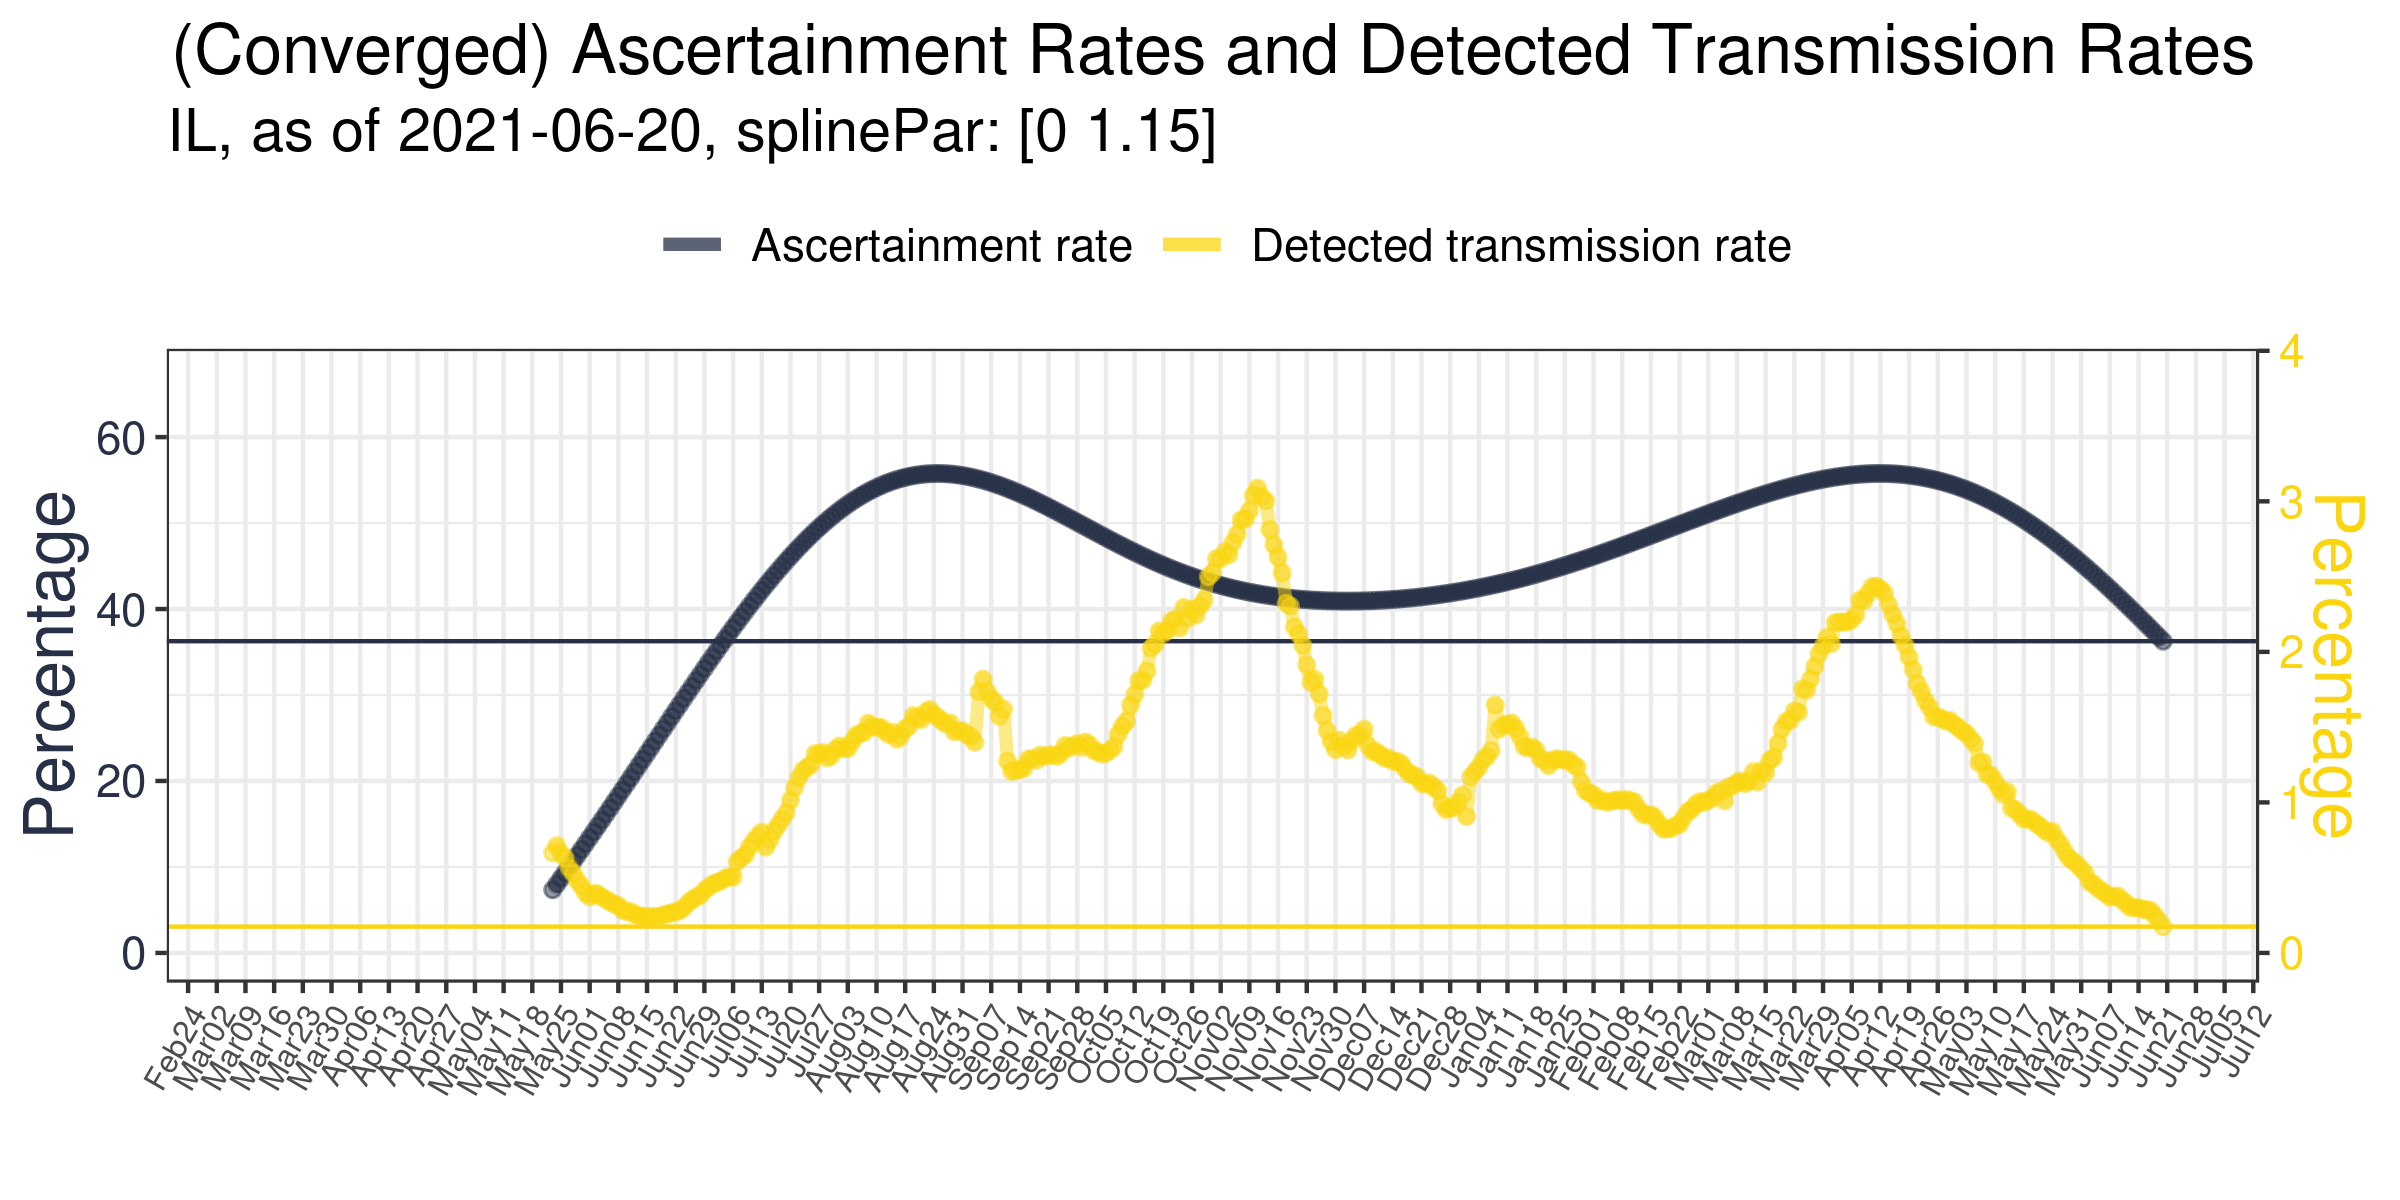 (Converged) Ascertainment Rates and Detected Transmission Rates
IL, as of 2021-06-20, splinePar: [0 1.15]
Ascertainment rate Detected transmission rate
Percentage
60
40
20
0
4
3
2
1
0
Percentage
Feb24 Mar02 Mar09 Mar16 Mar23 Mar30 Apr06 Apr13 Apr20 Apr27 May04 May11 May18 May25 Jun01 Jun08 Jun15 Jun22 Jun29 Jul06 Jul13 Jul20 Jul27 Aug03 Aug10 Aug17 Aug24 Aug31 Sep07 Sep14 Sep21 Sep28 Oct05 Oct12 Oct19 Oct26 Nov02 Nov09 Nov16 Nov23 Nov30 Dec07 Dec14 Dec21 Dec28 Jan04 Jan11 Jan18 Jan25 Feb01 Feb08 Feb15 Feb22 Mar01 Mar08 Mar15 Mar22 Mar29 Apr05 Apr12 Apr19 Apr26 May03 May10 May17 May24 May31 Jun07 Jun14 Jun21 Jun28 Jul05 Jul12